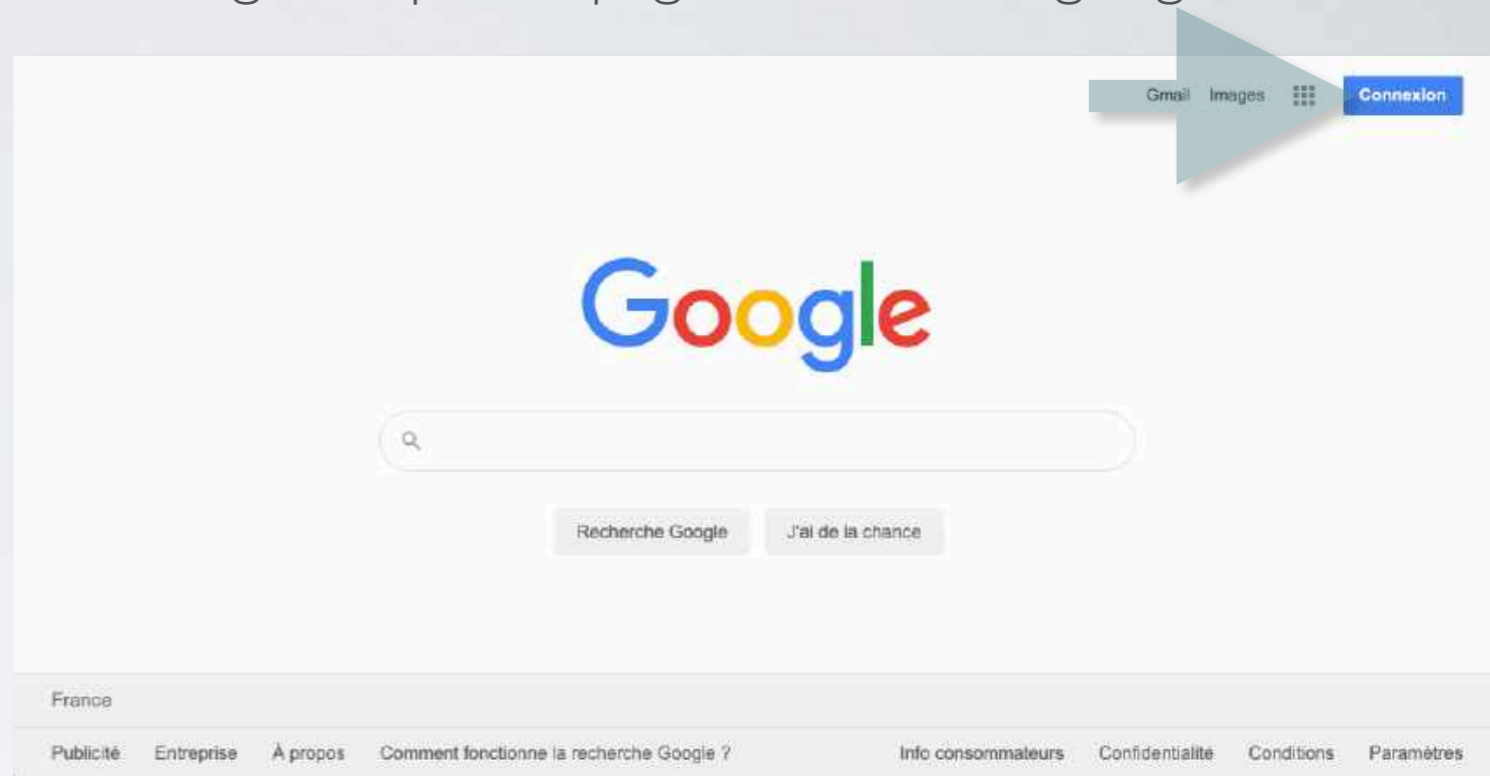 Gmail Images Connexion
Google
Recherche Google J'ai de la chance
France
Publicité Entreprise À propos Comment fonctionne la recherche Google ? Info consommateurs Confidentialité Conditions Paramètres